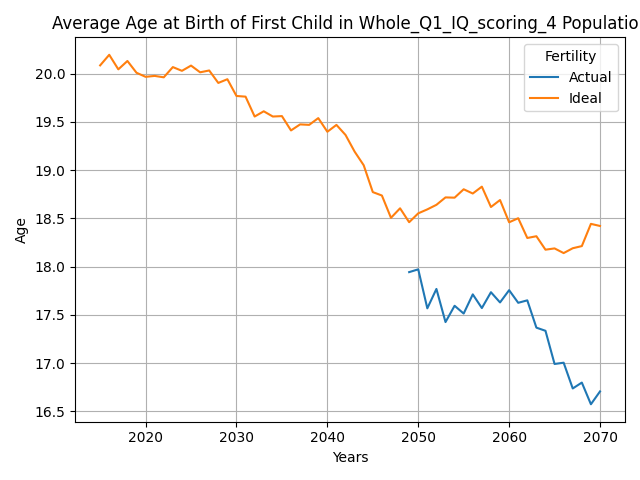 Average Age at Birth of First Child in Whole_Q1_IQ_scoring_4 Populatio
Fertility
Actual
Ideal
20.0
19.5
19.0
18.5
18.0
17.5
17.0
16.5
Age
2020 2030 2040 2050 2060 2070
Years